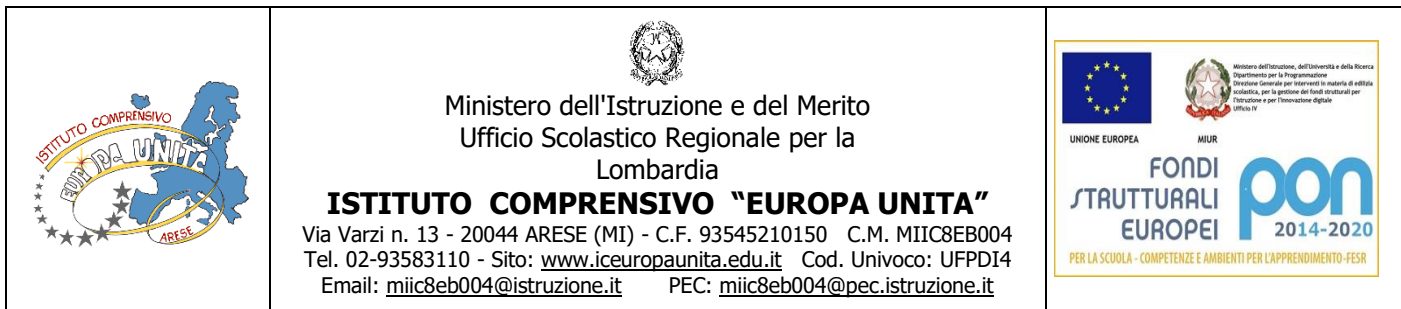 ISTITUTO COMPRENSIVO
EUROPA UNITA
ARESE
Ministero dell'Istruzione e del Merito
Ufficio Scolastico Regionale per la
Lombardia
ISTITUTO COMPRENSIVO “EUROPA UNITA”
Via Varzi n. 13 - 20044 ARESE (MI) - C.F. 93545210150 C.M. MIIC8EB004
Tel. 02-93583110 - Sito: www.iceuropaunita.edu.it Cod. Univoco: UFPDI4
Email: miic8eb004@istruzione.it PEC: miic8eb004@pec.istruzione.it
Ministero dell'Istruzione, dell'Università e della Ricerca
Dipartimento per la Programmazione
Direzione Generale per interventi in materia di edilizia
scolastica, per la gestione dei fondi strutturali per
l'istruzione e per l'innovazione digitale
Ufficio IV
UNIONE EUROPEA MIUR
FONDI
STRUTTURALI
EUROPEI
pon
2014-2020
PER LA SCUOLA - COMPETENZE E AMBIENTI PER L'APPRENDIMENTO-FESR